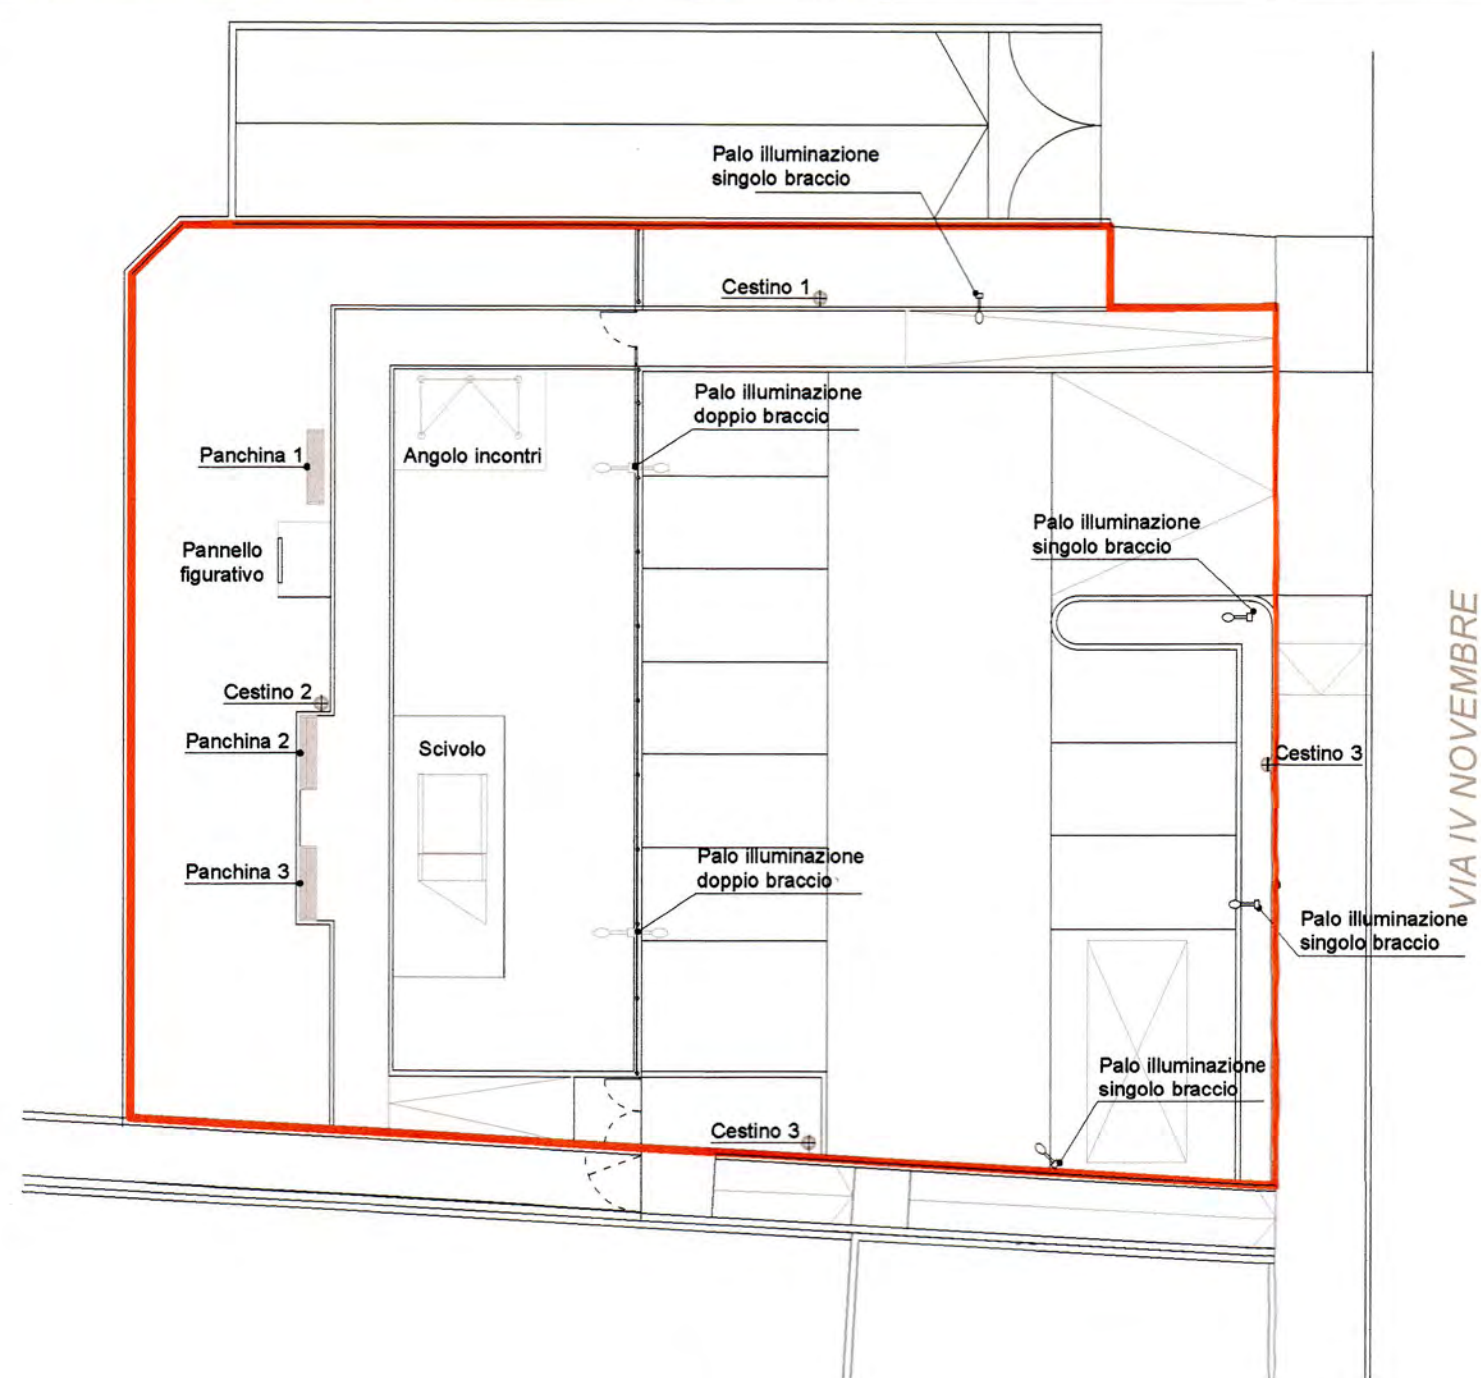 Palo illuminazione
singolo braccio
Cestino 1
Palo illuminazione
doppio braccio
Panchina 1
Angolo incontri
Palo illuminazione
singolo braccio
Pannello
figurativo
Cestino 2
Panchina 2
Scivolo
Cestino 3
VIA IV NOVEMBRE
Palo illuminazione
doppio braccio
Panchina 3
Palo illuminazione
singolo braccio
Palo illuminazione
singolo braccio
Cestino 3